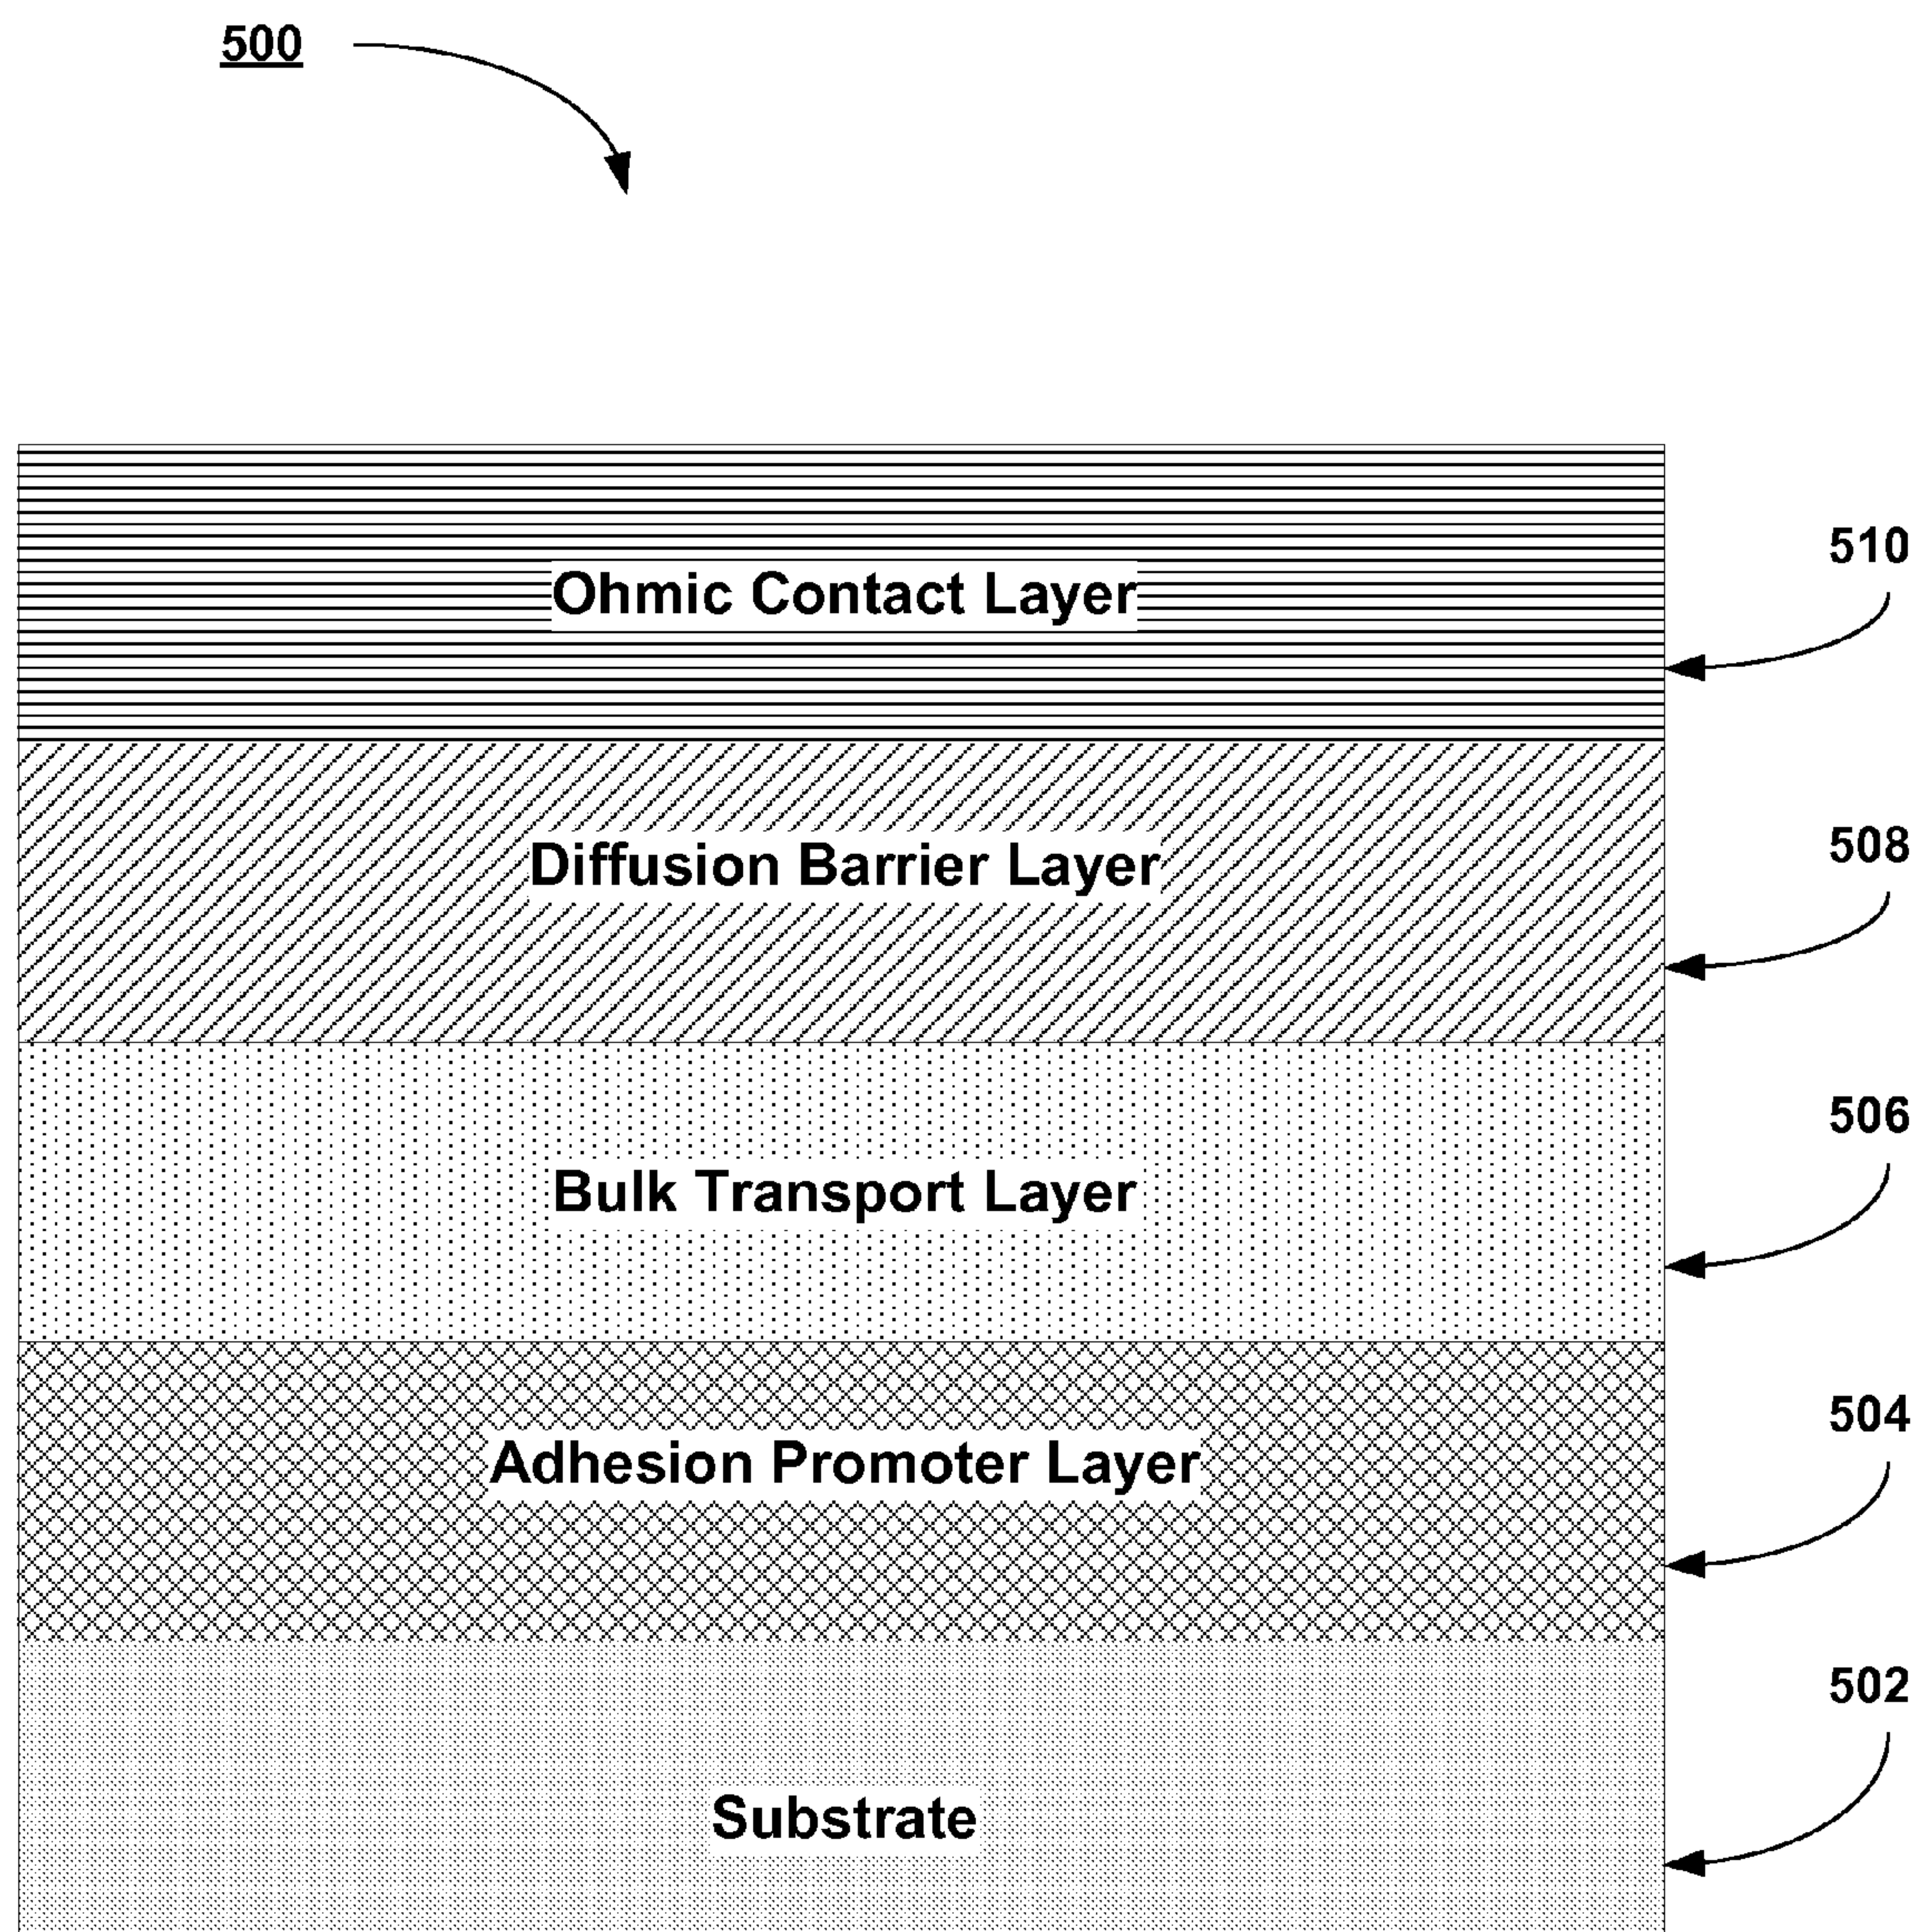 500
510
Ohmic Contact Layer
508
Diffusion Barrier Layer
506
Bulk Transport Layer
504
Adhesion Promoter Layer
502
Substrate